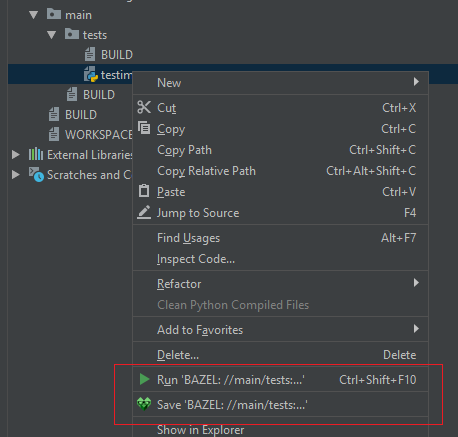 main
tests
BUILD
testim
BUILD
BUILD
WORKSPACE
External Libraries
Scratches and Co
New
Cut Ctrl+X
Copy Ctrl+C
Copy Path Ctrl+Shift+C
Copy Relative Path Ctrl+Alt+Shift+C
Paste Ctrl+V
Jump to Source F4
Find Usages Alt+F7
Inspect Code...
Refactor
Clean Python Compiled Files
Add to Favorites
Delete... Delete
Run 'BAZEL: //main/tests:...' Ctrl+Shift+F10
Save 'BAZEL: //main/tests:...'
Show in Explorer